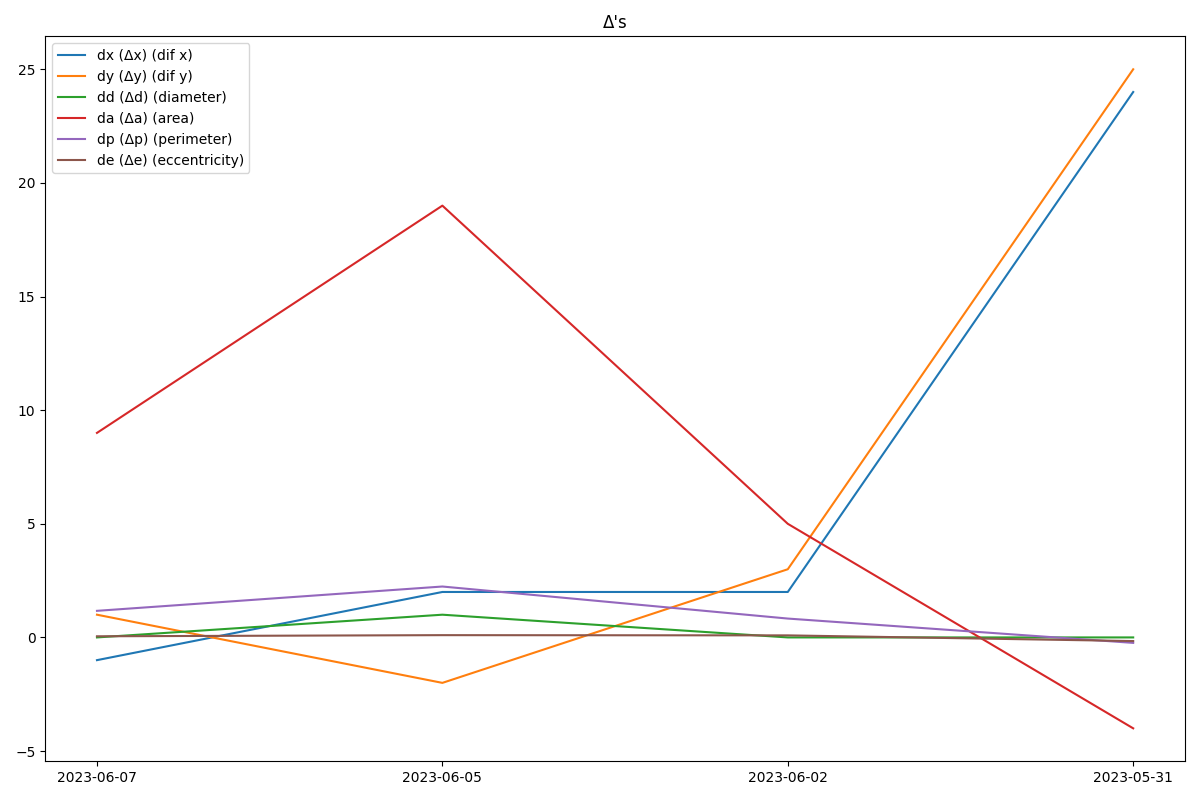 Δ's
dx (Δx) (dif x)
dy (Δy) (dif y)
dd (Δd) (diameter)
da (Δa) (area)
dp (Δp) (perimeter)
de (Δe) (eccentricity)
25
20
15
10
5
0
−5
2023-06-07 2023-06-05 2023-06-02 2023-05-31